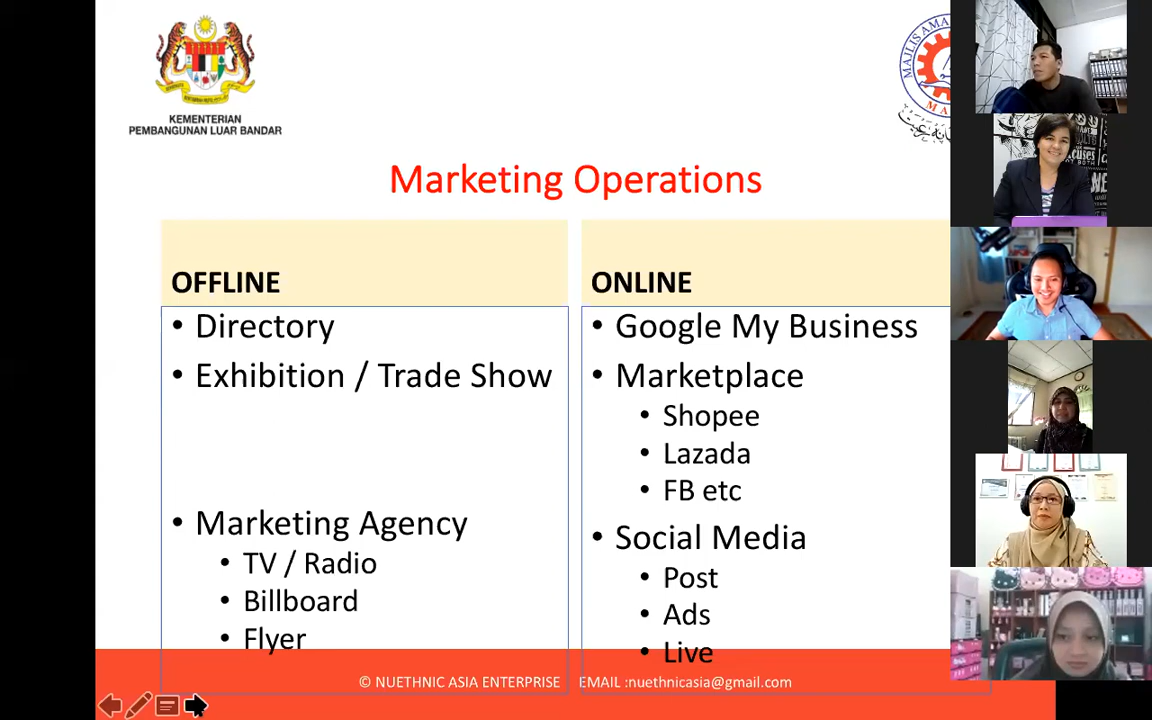 KEMENTERIAN
PEMBANGUNAN LUAR BANDAR
MAJLIS AMA
Marketing Operations
OFFLINE
• Directory
• Exhibition / Trade Show
• Marketing Agency
• TV / Radio
• Billboard
• Flyer
ONLINE
• Google My Business
• Marketplace
• Shopee
• Lazada
• FB etc
• Social Media
• Post
• Ads
• Live
© NUETHNIC ASIA ENTERPRISE EMAIL :nuethnicasia@gmail.com